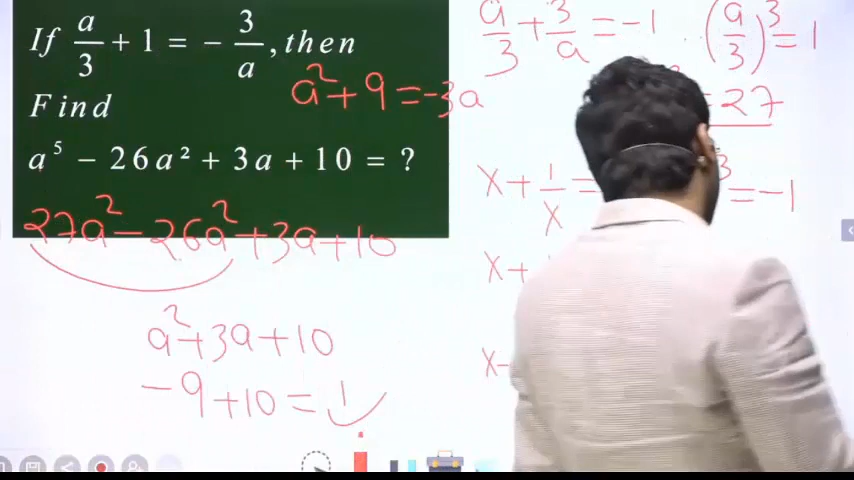 If a/3 + 1 = - 3/a, then
a² + 9 = -3a
Find
a⁵ - 26a² + 3a + 10 = ?
27a² - 26a² + 3a + 10
a² + 3a + 10
-9 + 10 = 1
a/3 + 3/a = -1 (a/3)³ = 1
= 27
x + 1/x = 3 = -1
x +
x